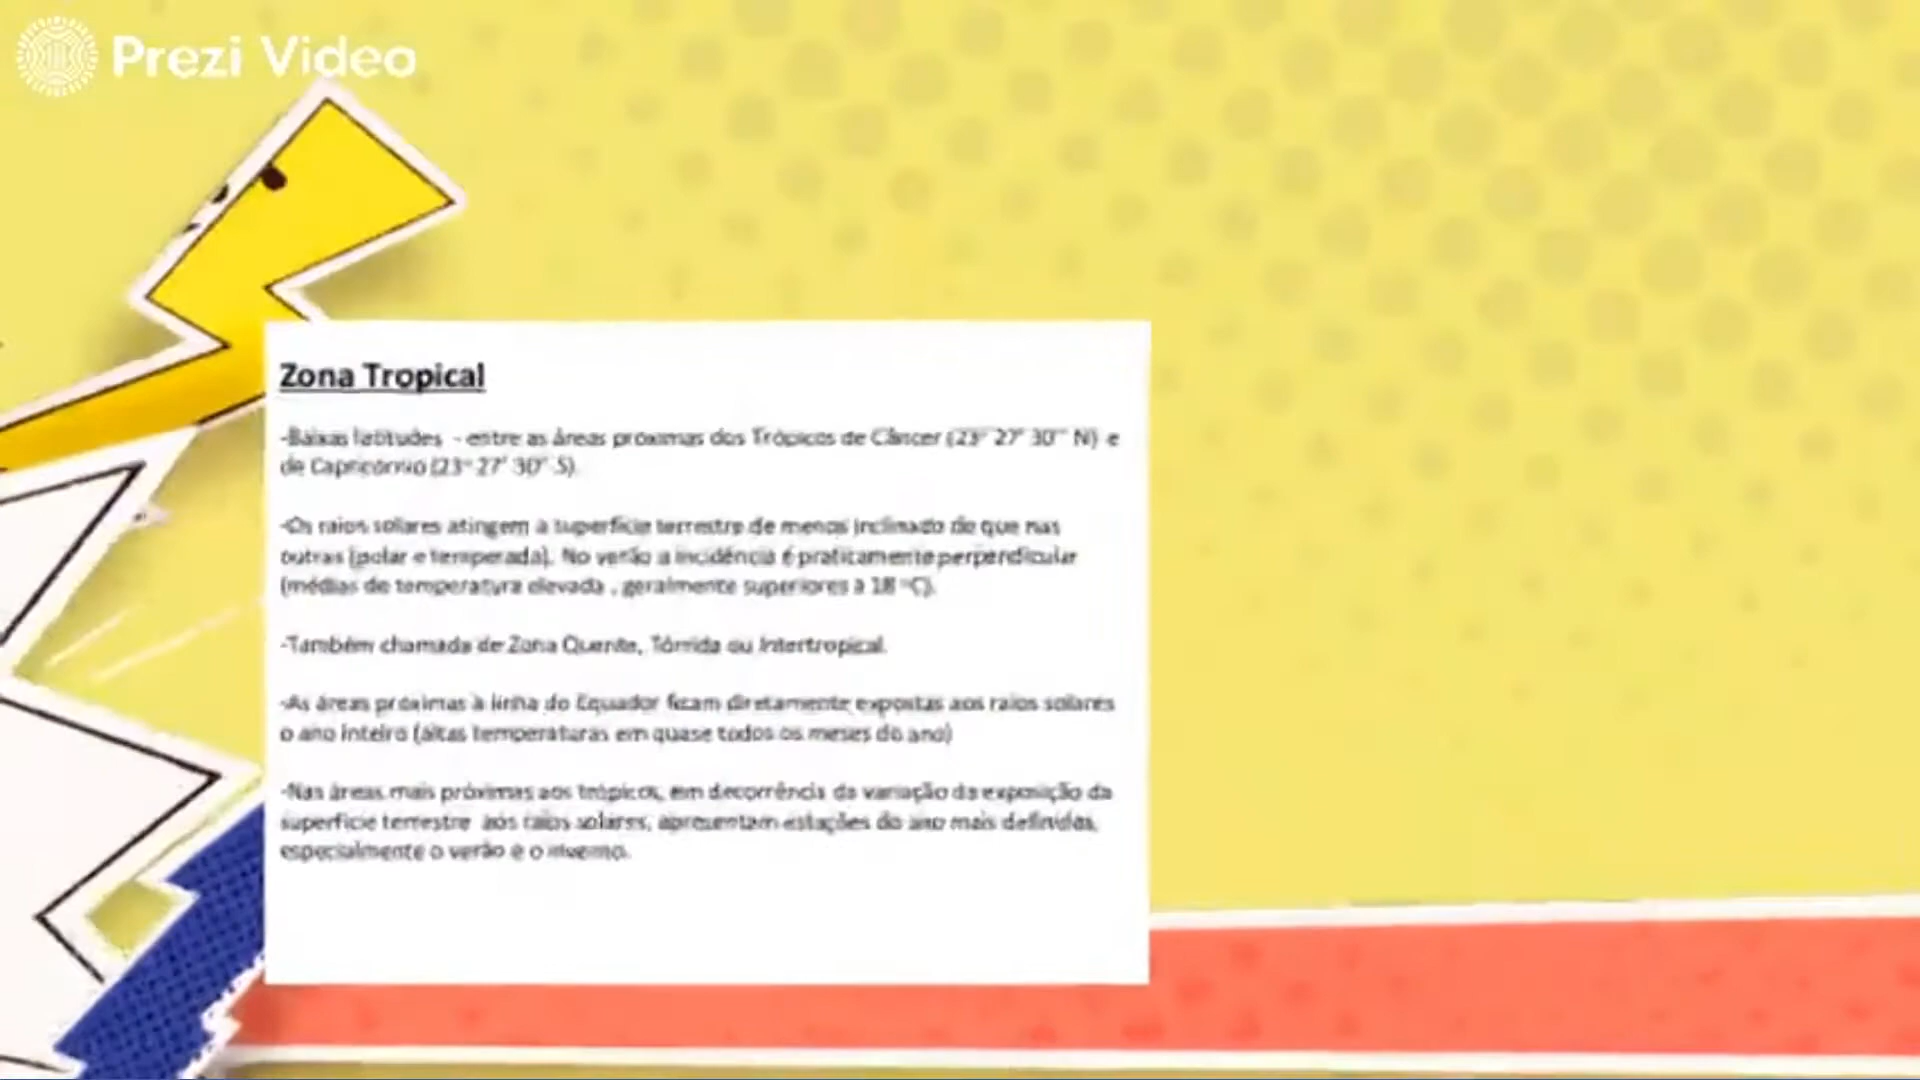 Prezi Video
Zona Tropical
-Baixas latitudes - entre as áreas próximas dos Trópicos de Câncer (23° 27' 30'' N) e
de Capricórnio (23° 27' 30'' S).
-Os raios solares atingem a superfície terrestre de menos inclinado do que nas
outras (polar e temperada). No verão a incidência é praticamente perpendicular
(médias de temperatura elevada , geralmente superiores à 18 °C).
-Também chamada de Zona Quente, Tórrida ou Intertropical.
-As áreas próximas à linha do Equador ficam diretamente expostas aos raios solares
o ano inteiro (altas temperaturas em quase todos os meses do ano)
-Nas áreas mais próximas aos trópicos, em decorrência da variação da exposição da
superfície terrestre aos raios solares, apresentam estações do ano mais definidas,
especialmente o verão e o inverno.